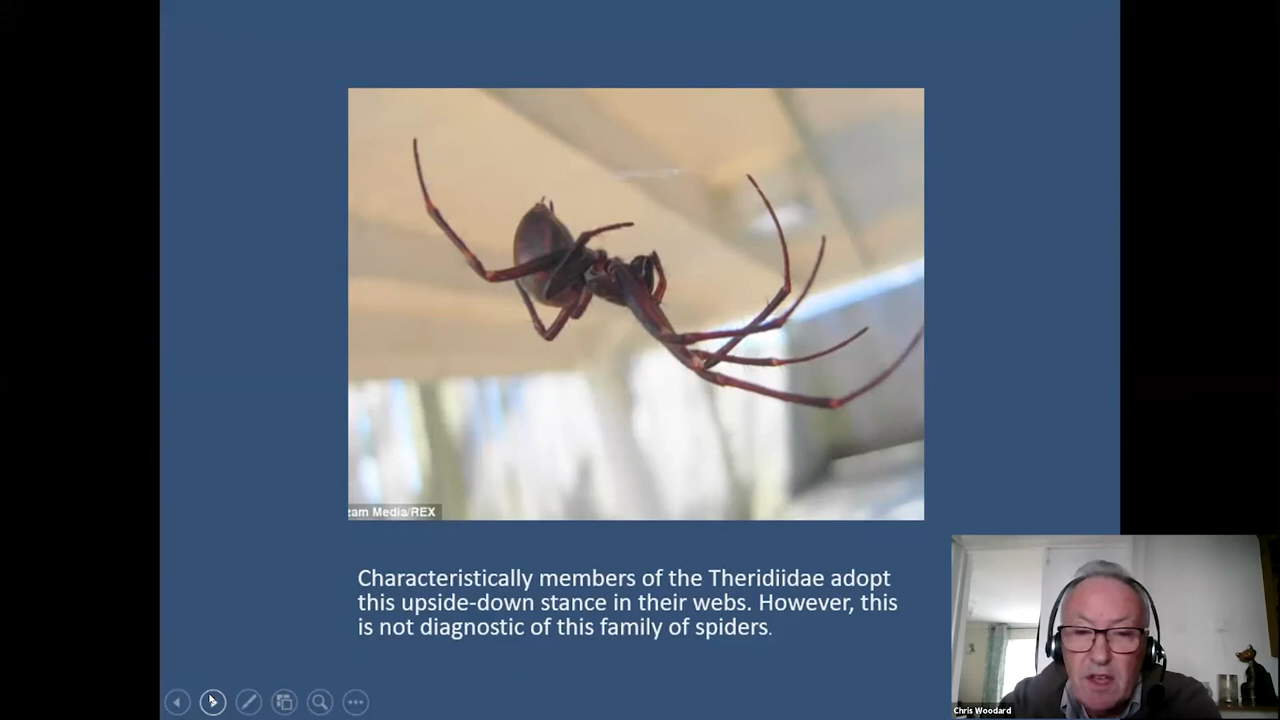 zam Media/REX
Characteristically members of the Theridiidae adopt
this upside-down stance in their webs. However, this
is not diagnostic of this family of spiders.
Chris Woodard